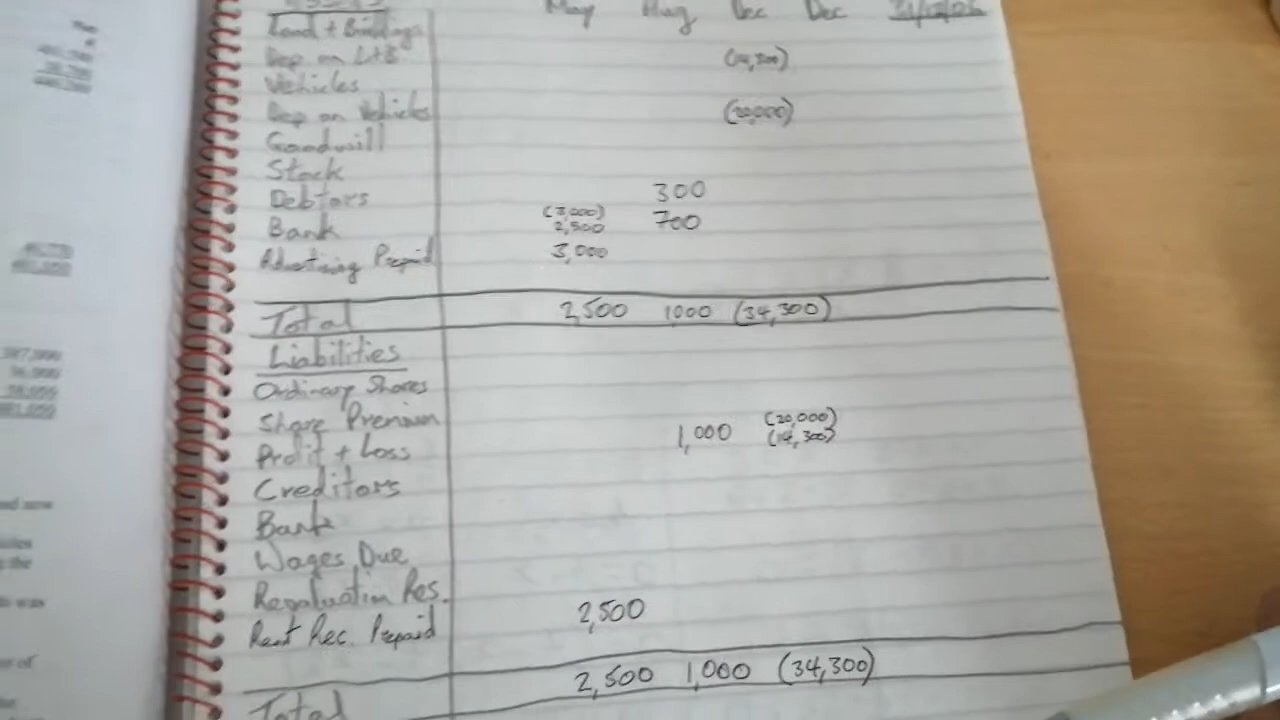 May Aug Dec Dec
Land + Buildings
Dep on L+B (14,300)
Vehicles
Dep on Vehicles (20,000)
Goodwill
Stock
Debtors 300
Bank (3,000) 2,500 700
Advertising Prepaid 3,000
Total 2,500 1000 (34,300)
Liabilities
Ordinary Shares
Share Premium
Profit + Loss 1,000 (20,000) (14,300)
Creditors
Bank
Wages Due
Revaluation Res.
Rent Rec. Prepaid 2,500
Total 2,500 1,000 (34,300)